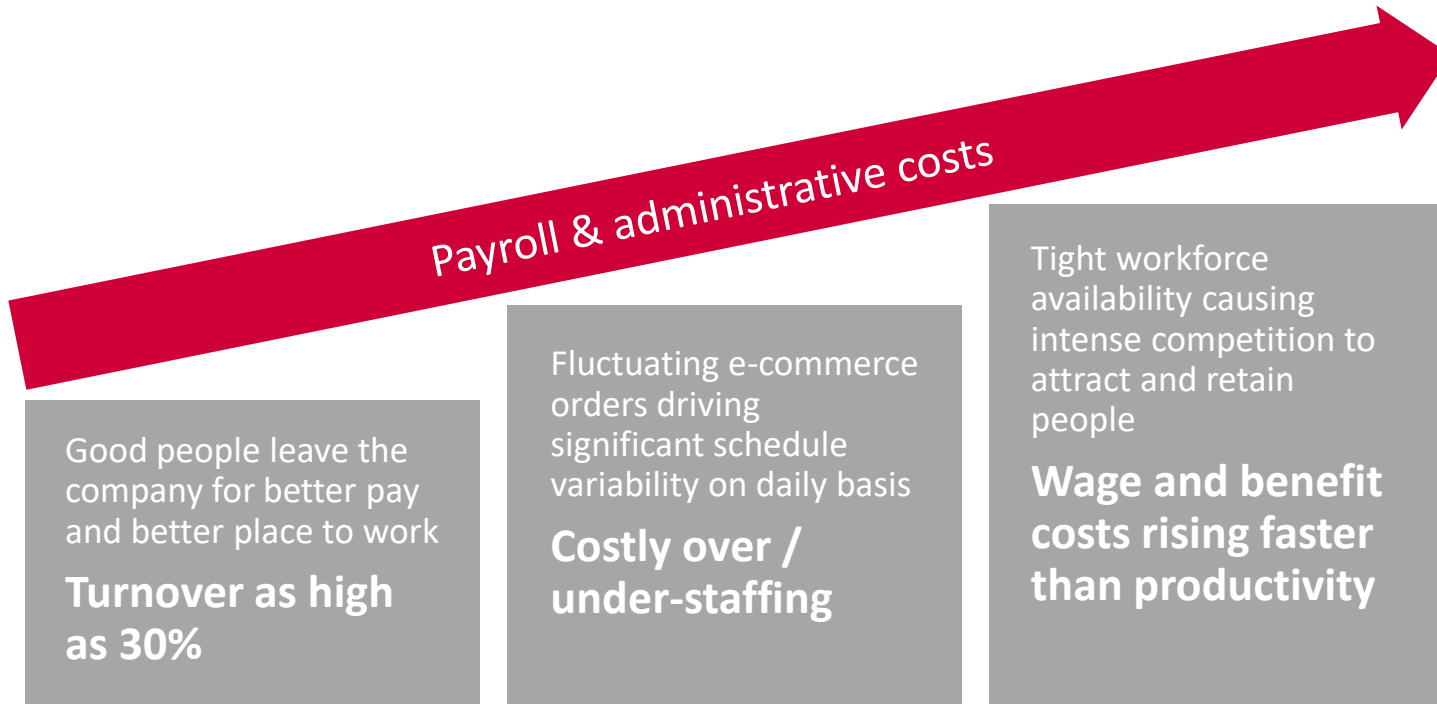 Payroll & administrative costs
Good people leave the
company for better pay
and better place to work
Turnover as high
as 30%
Fluctuating e-commerce
orders driving
significant schedule
variability on daily basis
Costly over /
under-staffing
Tight workforce
availability causing
intense competition to
attract and retain
people
Wage and benefit
costs rising faster
than productivity